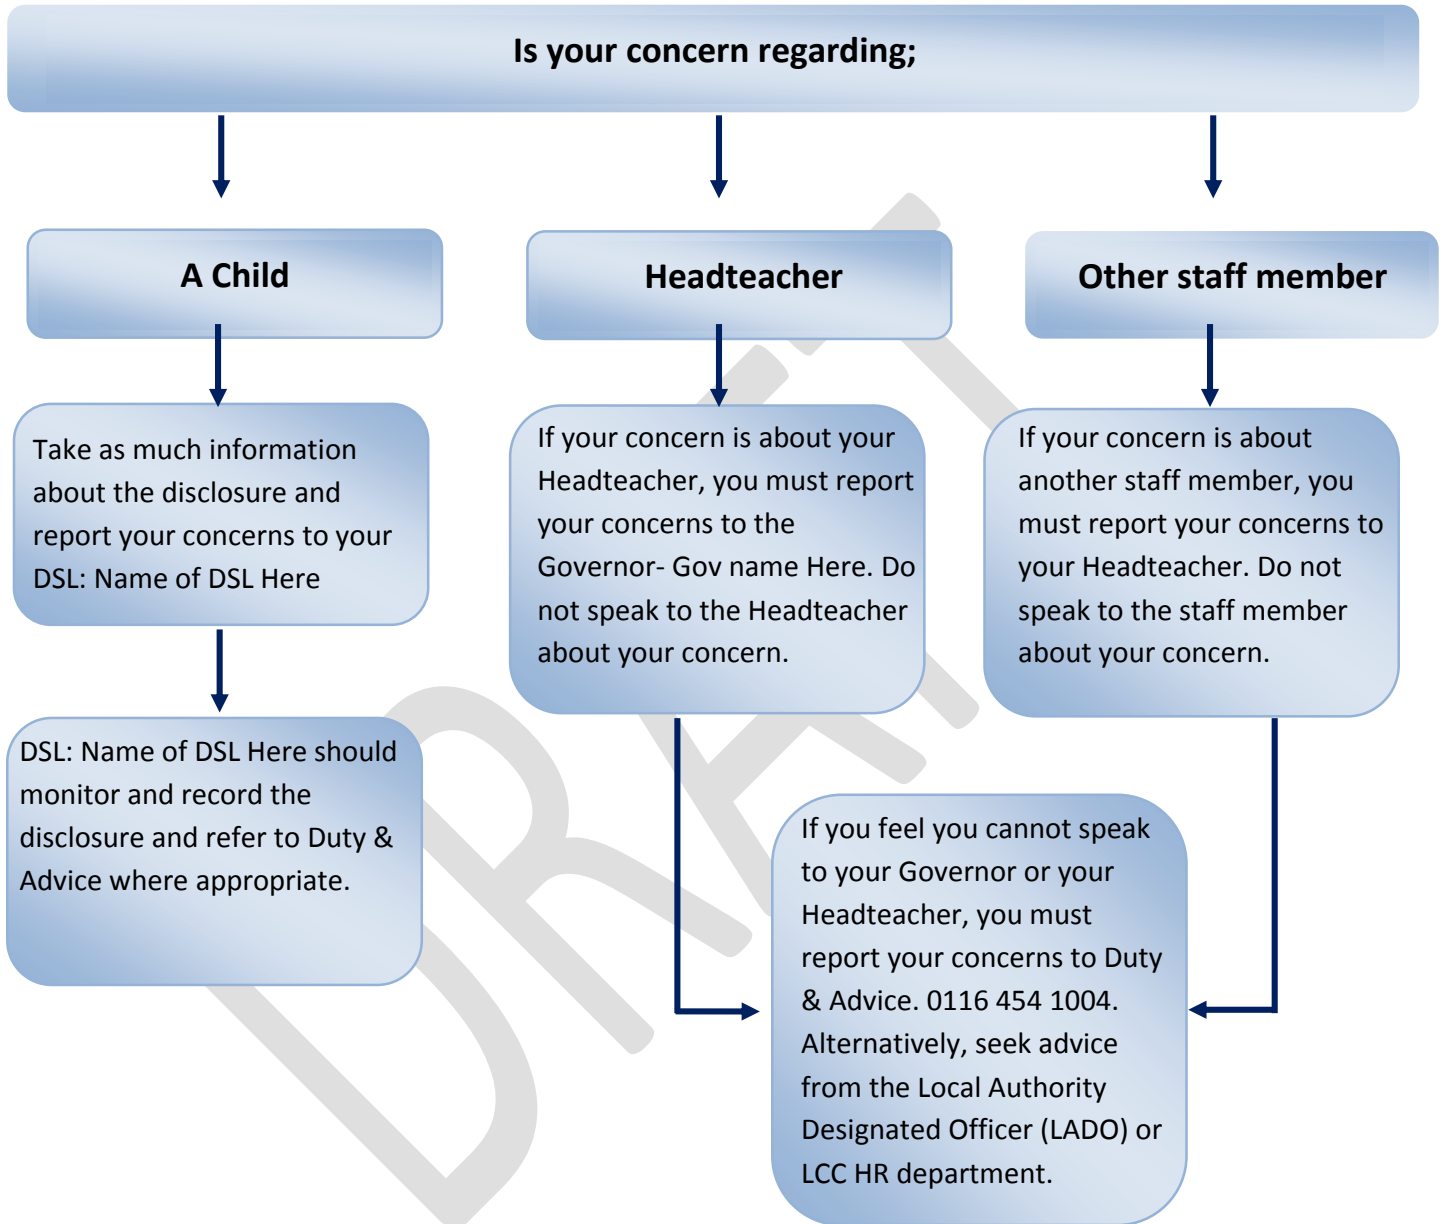 Is your concern regarding;
A Child
Headteacher
Other staff member
Take as much information
about the disclosure and
report your concerns to your
DSL: Name of DSL Here
If your concern is about your
Headteacher, you must report
your concerns to the
Governor- Gov name Here. Do
not speak to the Headteacher
about your concern.
If your concern is about
another staff member, you
must report your concerns to
your Headteacher. Do not
speak to the staff member
about your concern.
DSL: Name of DSL Here should
monitor and record the
disclosure and refer to Duty &
Advice where appropriate.
If you feel you cannot speak
to your Governor or your
Headteacher, you must
report your concerns to Duty
& Advice. 0116 454 1004.
Alternatively, seek advice
from the Local Authority
Designated Officer (LADO) or
LCC HR department.
DRAFT